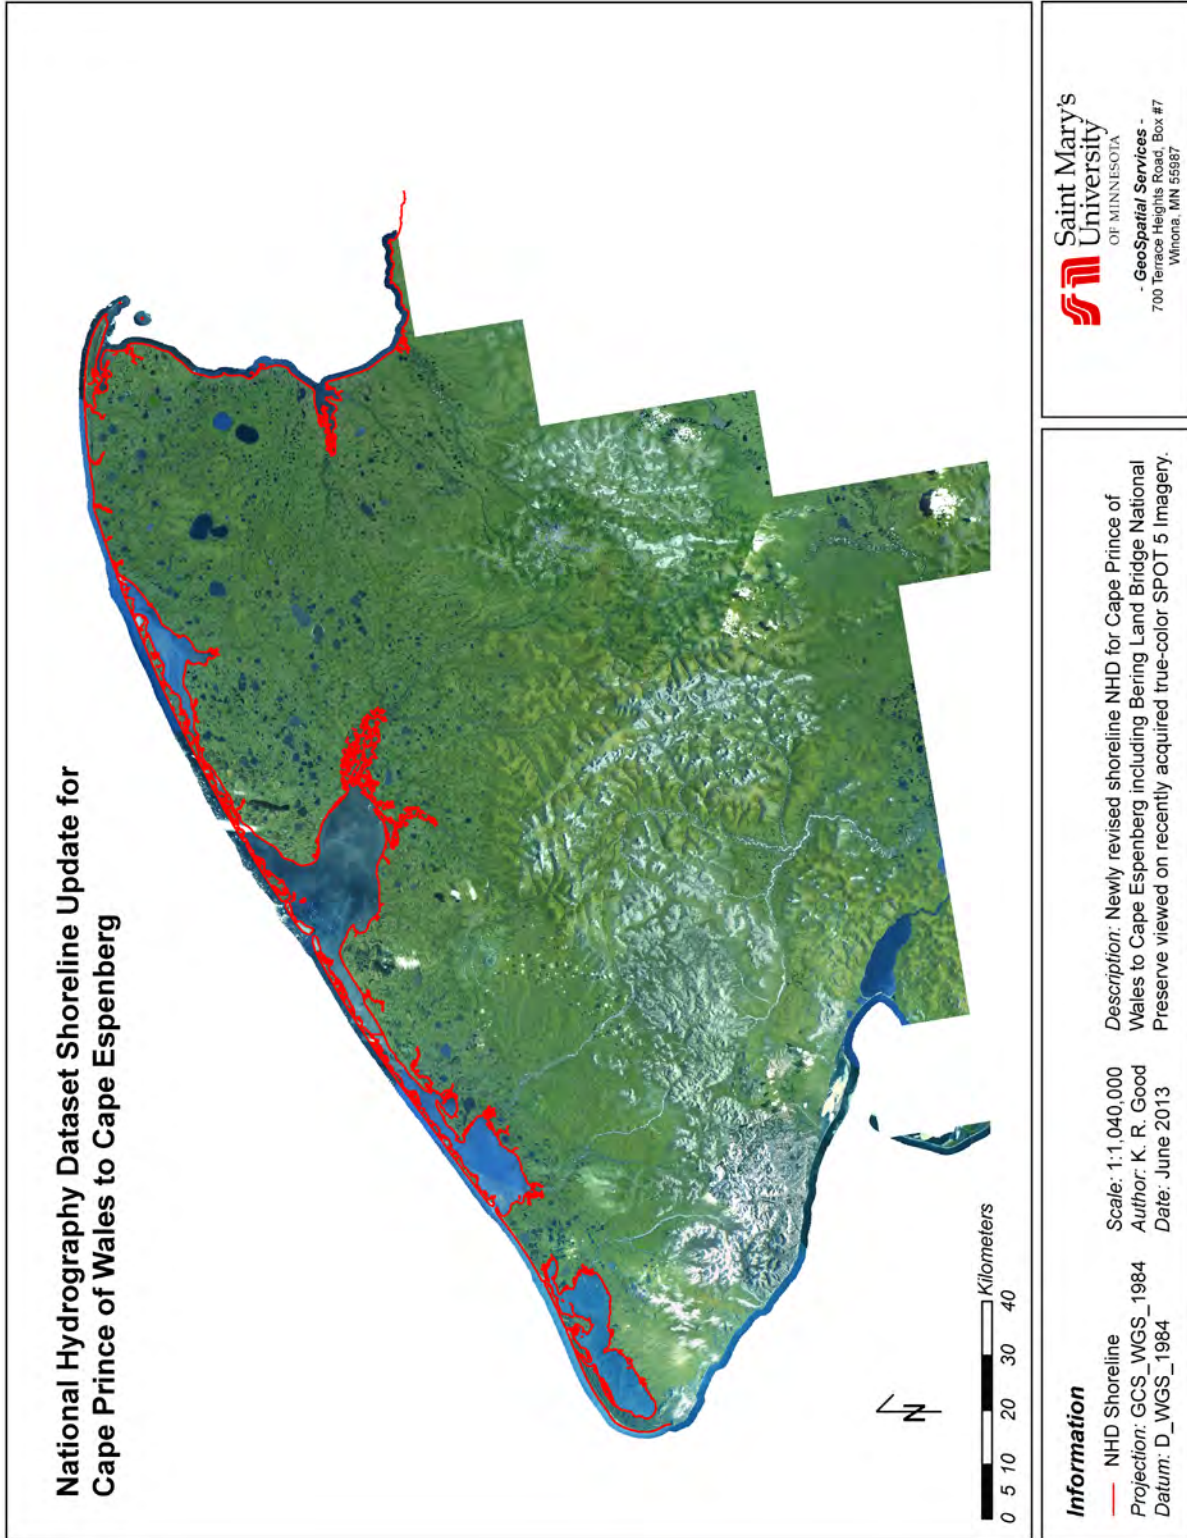 National Hydrography Dataset Shoreline Update for
Cape Prince of Wales to Cape Espenberg
N
0 5 10 20 30 40
Kilometers
Information
NHD Shoreline
Projection: GCS_WGS_1984
Datum: D_WGS_1984
Scale: 1:1,040,000
Author: K. R. Good
Date: June 2013
Description: Newly revised shoreline NHD for Cape Prince of
Wales to Cape Espenberg including Bering Land Bridge National
Preserve viewed on recently acquired true-color SPOT 5 Imagery.
Saint Mary's
University
OF MINNESOTA
- GeoSpatial Services -
700 Terrace Heights Road, Box #7
Winona, MN 55987